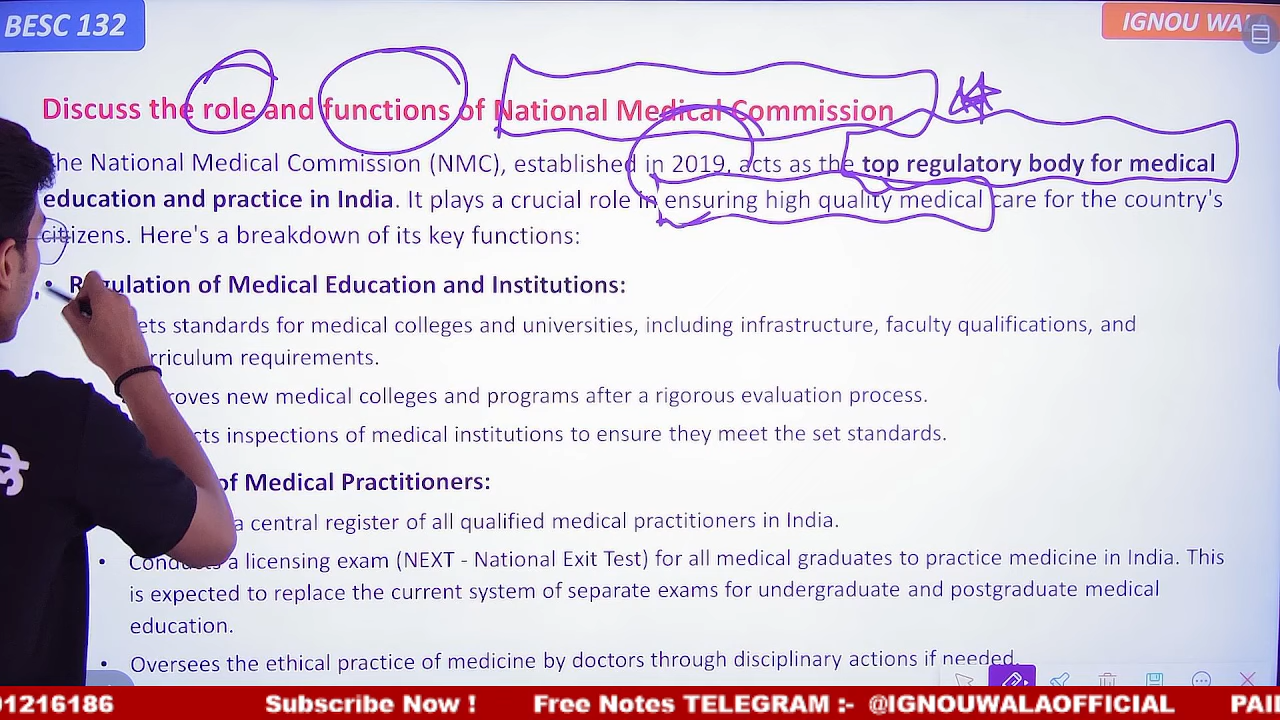 BESC 132
IGNOU WA
Discuss the role and functions of National Medical Commission
The National Medical Commission (NMC), established in 2019, acts as the top regulatory body for medical
education and practice in India. It plays a crucial role in ensuring high quality medical care for the country's
citizens. Here's a breakdown of its key functions:
• Regulation of Medical Education and Institutions:
ets standards for medical colleges and universities, including infrastructure, faculty qualifications, and
rriculum requirements.
roves new medical colleges and programs after a rigorous evaluation process.
cts inspections of medical institutions to ensure they meet the set standards.
of Medical Practitioners:
a central register of all qualified medical practitioners in India.
• Conducts a licensing exam (NEXT - National Exit Test) for all medical graduates to practice medicine in India. This
is expected to replace the current system of separate exams for undergraduate and postgraduate medical
education.
• Oversees the ethical practice of medicine by doctors through disciplinary actions if needed.
91216186 Subscribe Now ! Free Notes TELEGRAM :- @IGNOUWALAOFFICIAL PAI